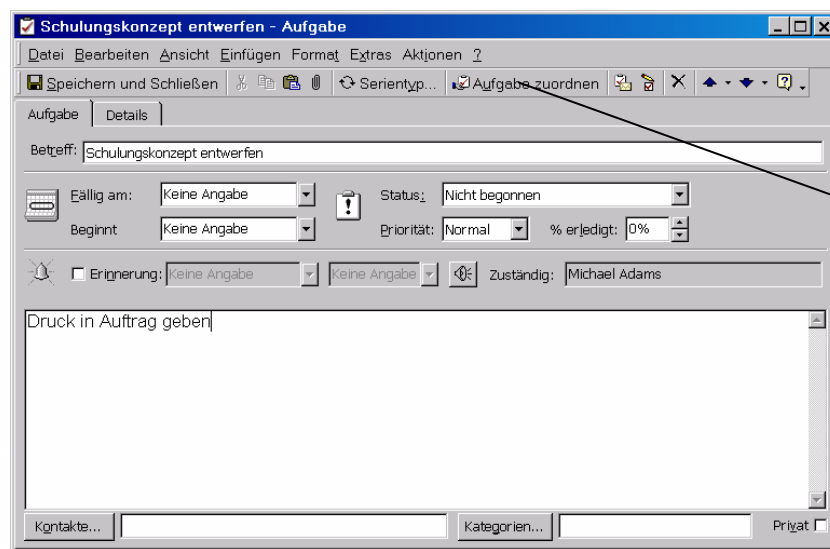 Schulungskonzept entwerfen - Aufgabe
Datei Bearbeiten Ansicht Einfügen Format Extras Aktionen ?
Speichern und Schließen Serientyp... Aufgabe zuordnen
Aufgabe Details
Betreff: Schulungskonzept entwerfen
Fällig am: Keine Angabe Status: Nicht begonnen
Beginnt Keine Angabe Priorität: Normal % erledigt: 0%
Erinnerung: Keine Angabe Keine Angabe Zuständig: Michael Adams
Druck in Auftrag geben
Kontakte... Kategorien... Privat